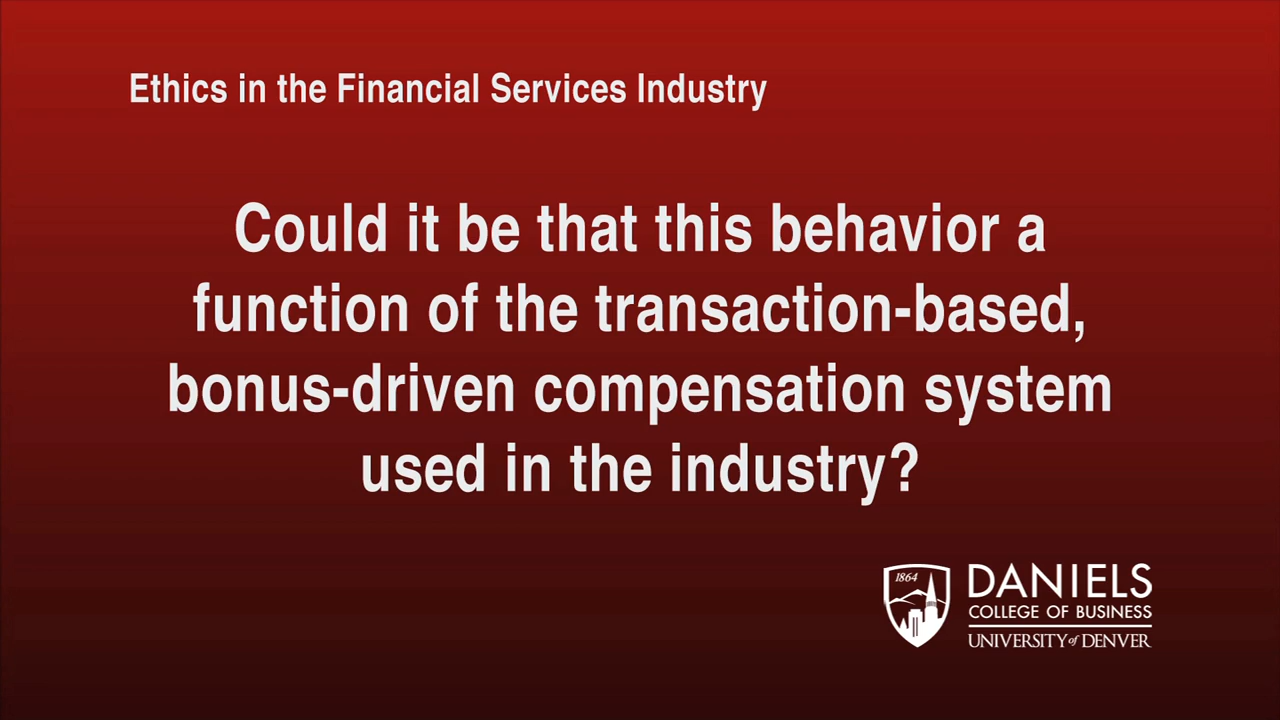 Ethics in the Financial Services Industry
Could it be that this behavior a
function of the transaction-based,
bonus-driven compensation system
used in the industry?
1864
DANIELS
COLLEGE OF BUSINESS
UNIVERSITY of DENVER